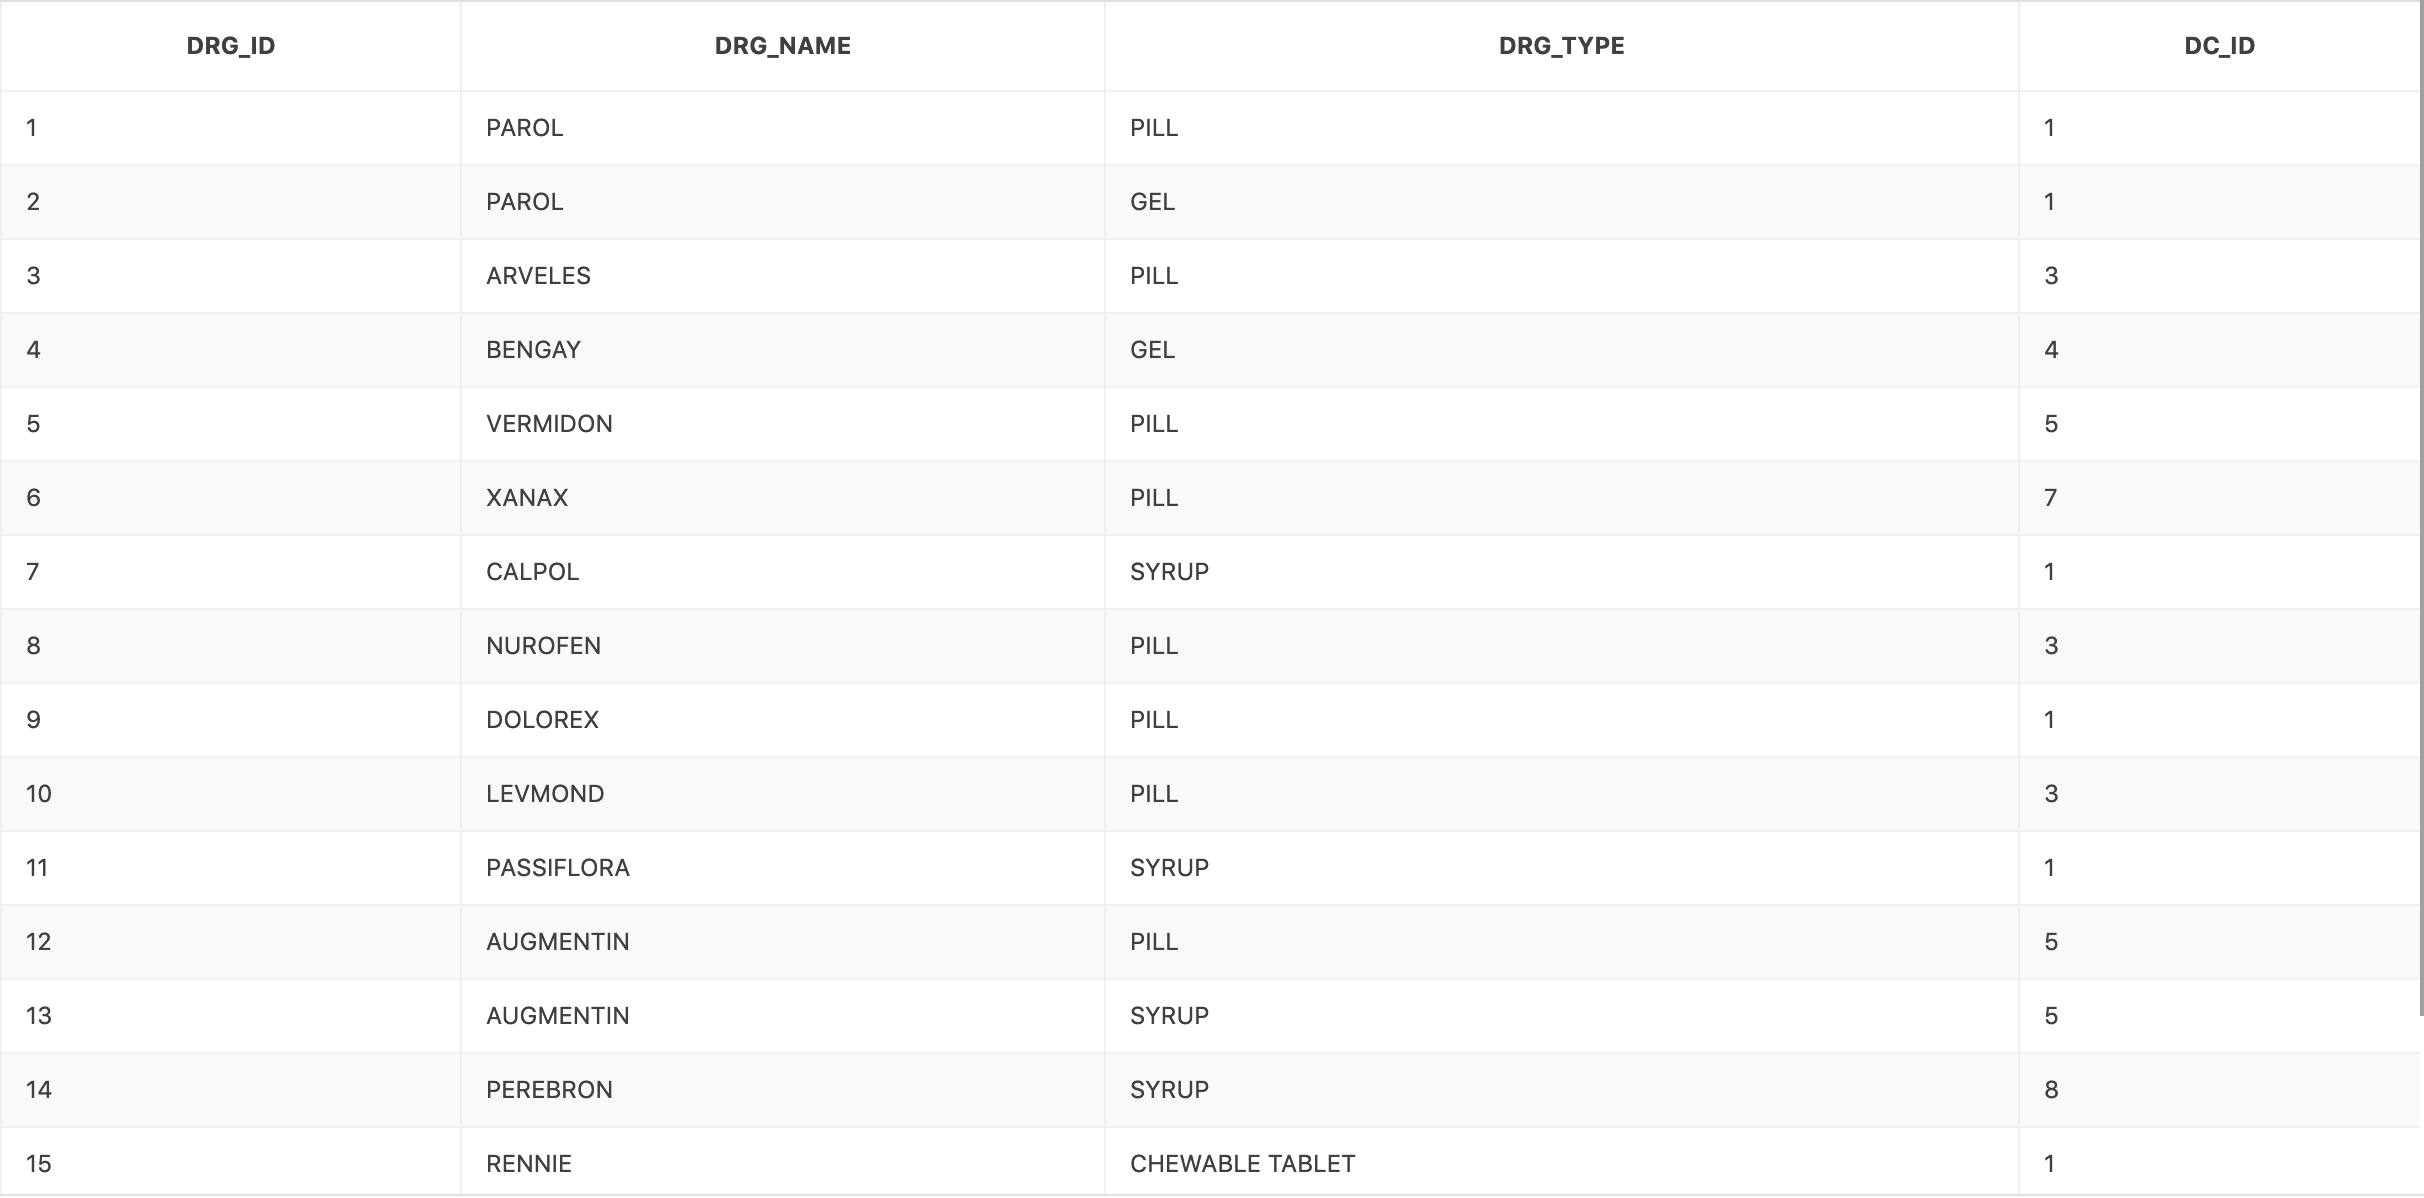 DRG_ID DRG_NAME DRG_TYPE DC_ID
1 PAROL PILL 1
2 PAROL GEL 1
3 ARVELES PILL 3
4 BENGAY GEL 4
5 VERMIDON PILL 5
6 XANAX PILL 7
7 CALPOL SYRUP 1
8 NUROFEN PILL 3
9 DOLOREX PILL 1
10 LEVMOND PILL 3
11 PASSIFLORA SYRUP 1
12 AUGMENTIN PILL 5
13 AUGMENTIN SYRUP 5
14 PEREBRON SYRUP 8
15 RENNIE CHEWABLE TABLET 1